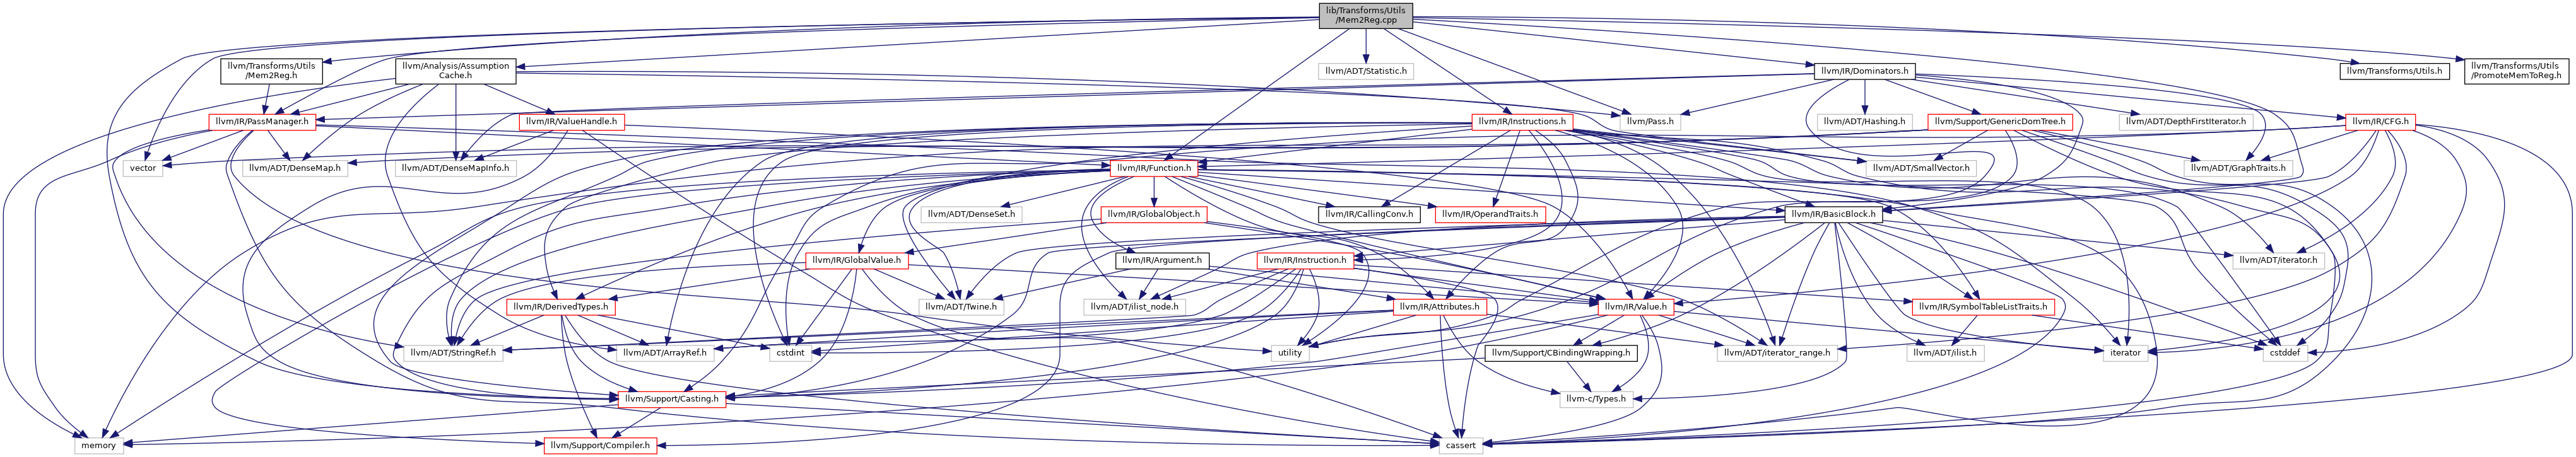 lib/Transforms/Utils
/Mem2Reg.cpp
llvm/Transforms/Utils
/Mem2Reg.h
llvm/Analysis/Assumption
Cache.h
llvm/ADT/Statistic.h
llvm/IR/Dominators.h
llvm/Transforms/Utils.h
llvm/Transforms/Utils
/PromoteMemToReg.h
llvm/IR/PassManager.h
llvm/IR/ValueHandle.h
llvm/IR/Instructions.h
llvm/Pass.h
llvm/ADT/Hashing.h
llvm/Support/GenericDomTree.h
llvm/ADT/DepthFirstIterator.h
llvm/IR/CFG.h
vector
llvm/ADT/DenseMap.h
llvm/ADT/DenseMapInfo.h
llvm/IR/Function.h
llvm/ADT/SmallVector.h
llvm/ADT/GraphTraits.h
llvm/ADT/DenseSet.h
llvm/IR/GlobalObject.h
llvm/IR/CallingConv.h
llvm/IR/OperandTraits.h
llvm/IR/BasicBlock.h
llvm/IR/GlobalValue.h
llvm/IR/Argument.h
llvm/IR/Instruction.h
llvm/ADT/iterator.h
llvm/IR/DerivedTypes.h
llvm/ADT/Twine.h
llvm/ADT/ilist_node.h
llvm/IR/Attributes.h
llvm/IR/Value.h
llvm/IR/SymbolTableListTraits.h
llvm/ADT/StringRef.h
llvm/ADT/ArrayRef.h
cstdint
utility
llvm/Support/CBindingWrapping.h
llvm/ADT/iterator_range.h
llvm/ADT/ilist.h
iterator
cstddef
llvm/Support/Casting.h
llvm-c/Types.h
memory
llvm/Support/Compiler.h
cassert